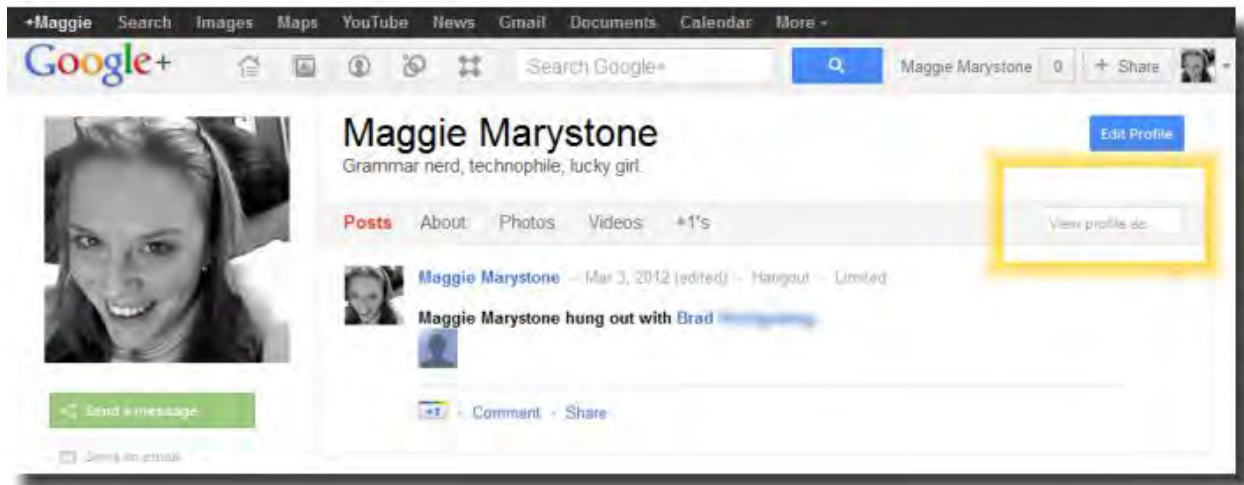 +Maggie Search Images Maps YouTube News Gmail Documents Calendar More
Google+ Search Google+ Maggie Marystone 0 + Share
Maggie Marystone
Edit Profile
Grammar nerd, technophile, lucky girl.
Posts About Photos Videos +1's View profile as...
Maggie Marystone - Mar 3, 2012 (edited) - Hangout - Limited
Maggie Marystone hung out with Brad
+1 - Comment - Share
Send a message
Send an email